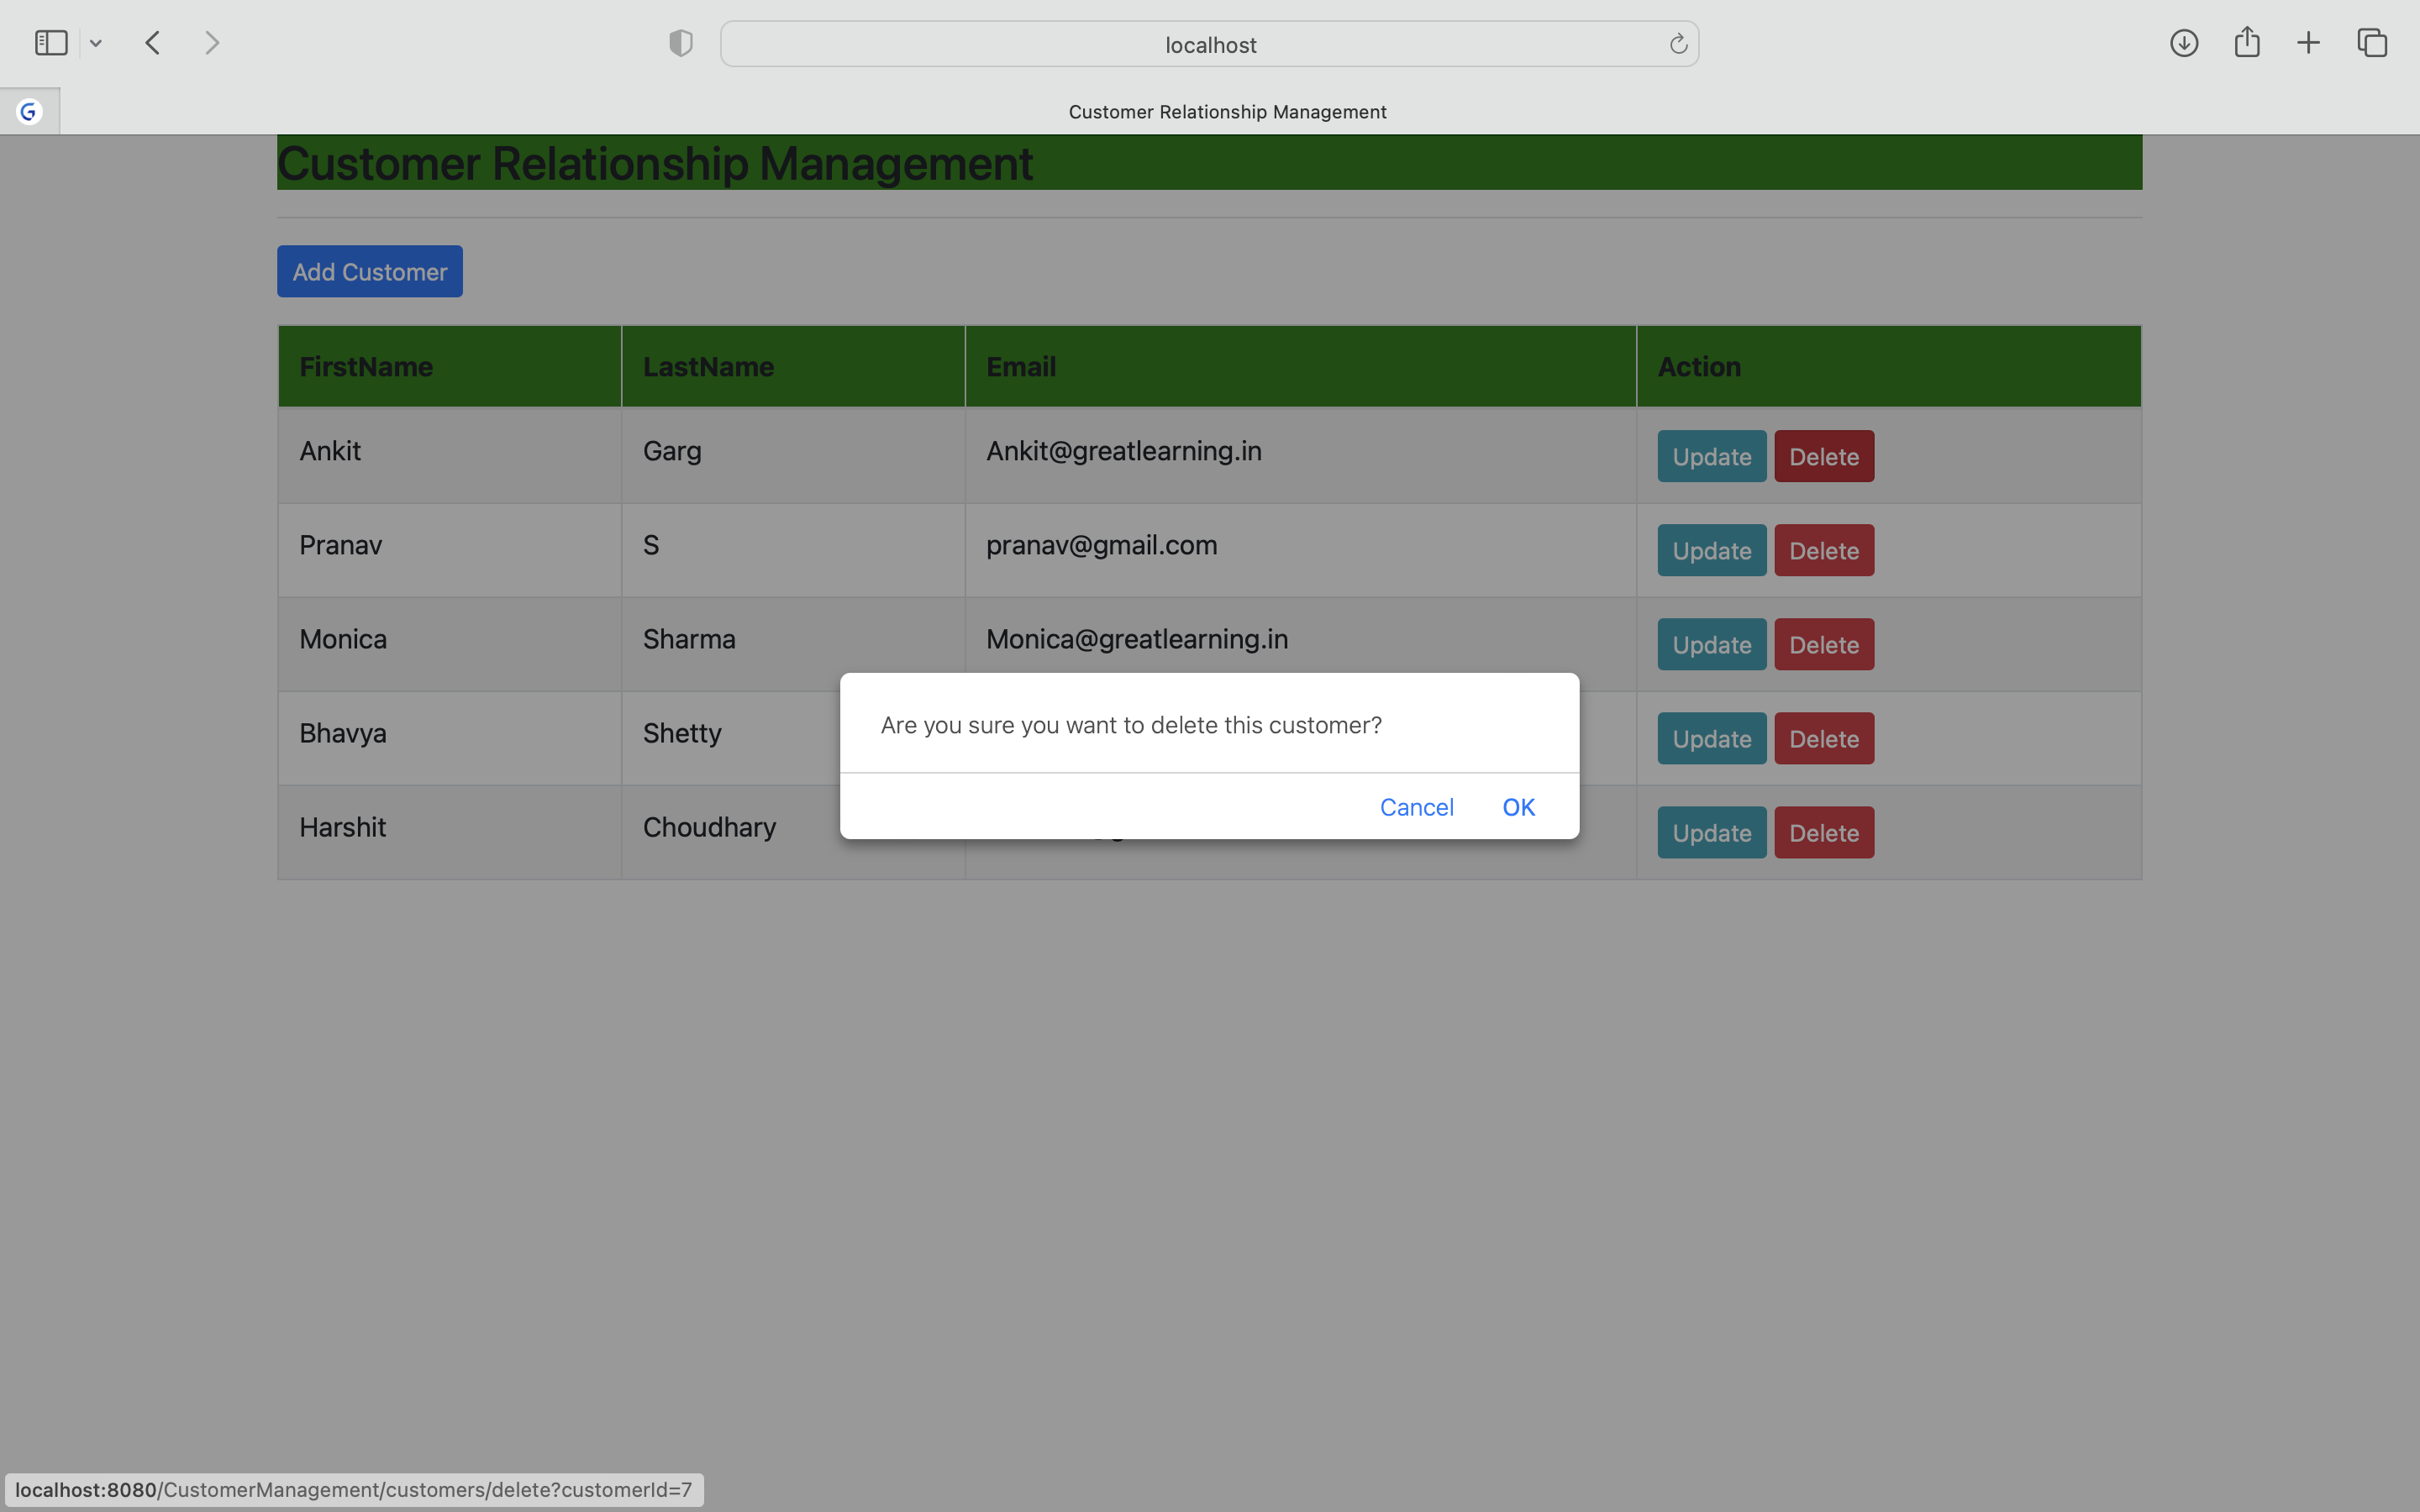 localhost
Customer Relationship Management
Customer Relationship Management
Add Customer
FirstName LastName Email Action
Ankit Garg Ankit@greatlearning.in Update Delete
Pranav S pranav@gmail.com Update Delete
Monica Sharma Monica@greatlearning.in Update Delete
Bhavya Shetty Update Delete
Are you sure you want to delete this customer?
Cancel OK
Harshit Choudhary Update Delete
localhost:8080/CustomerManagement/customers/delete?customerId=7